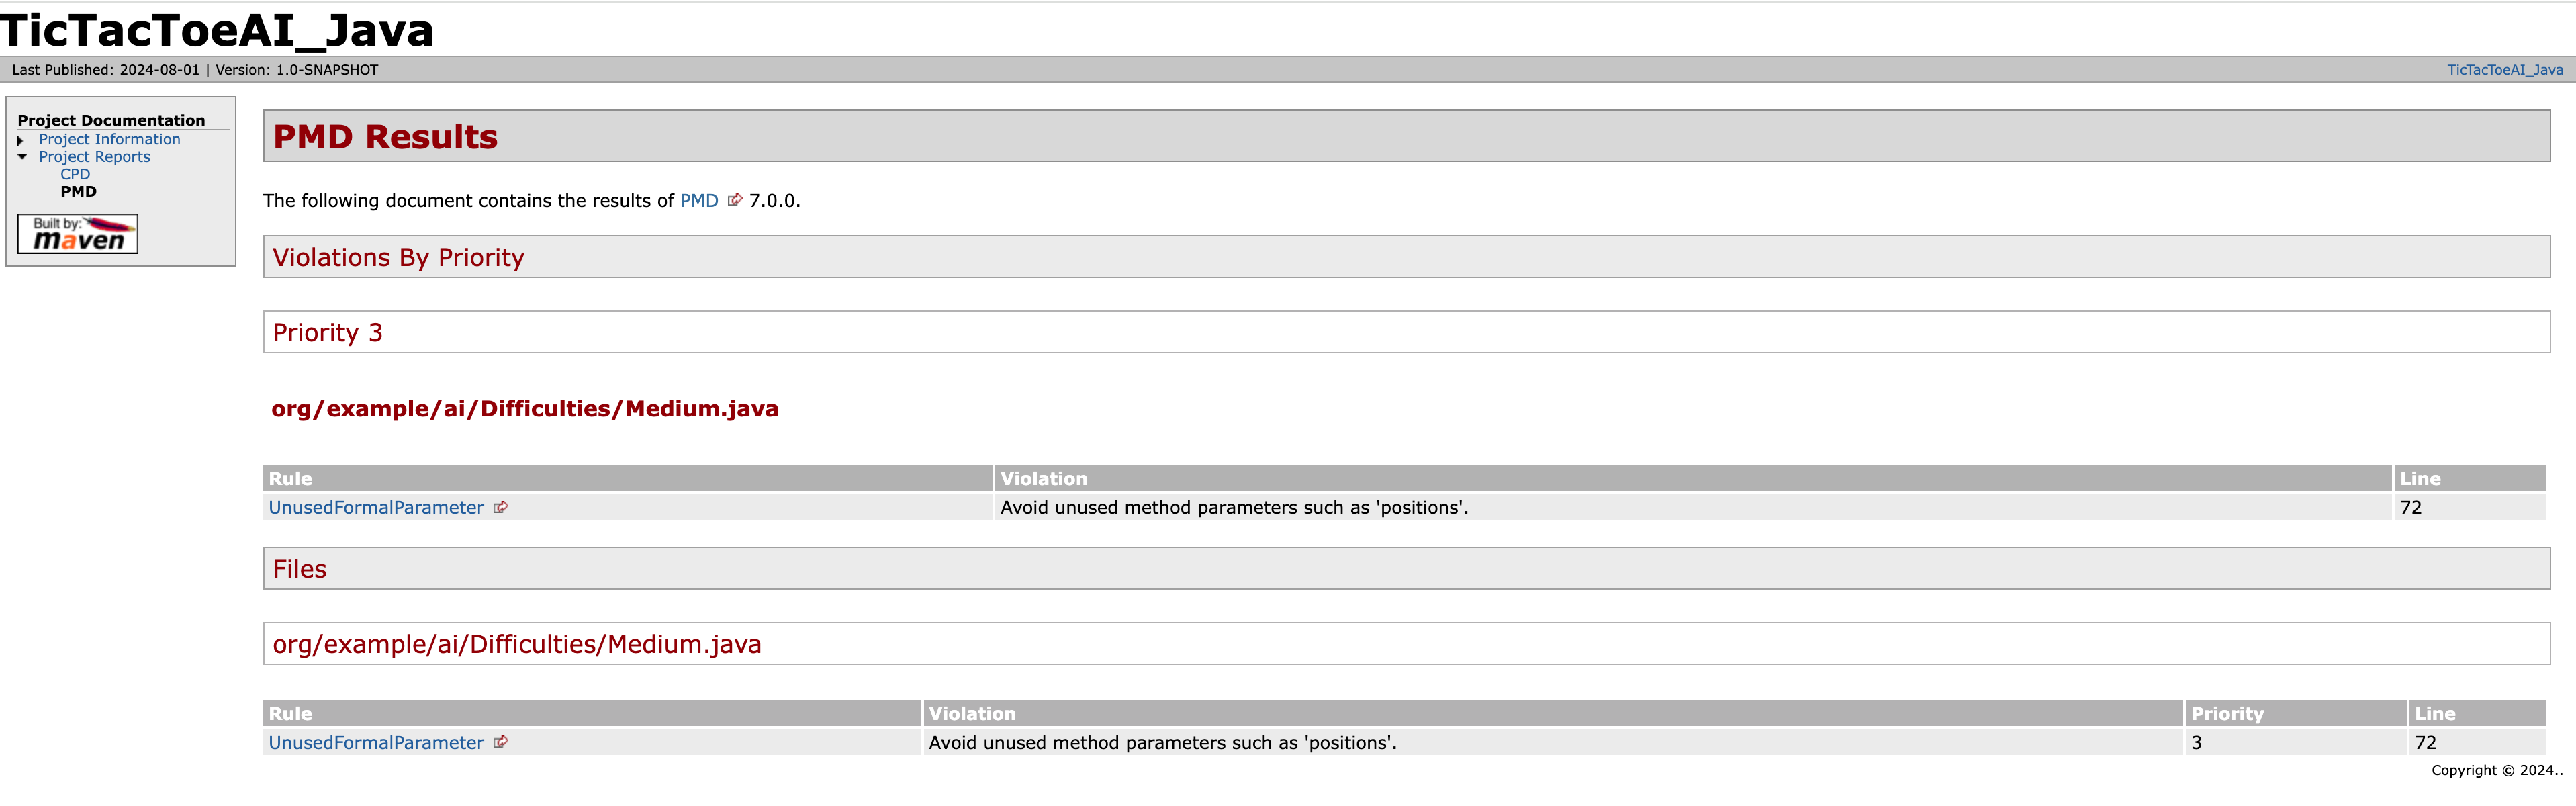 TicTacToeAI_Java
Last Published: 2024-08-01 | Version: 1.0-SNAPSHOT
TicTacToeAI_Java
Project Documentation
Project Information
Project Reports
CPD
PMD
Built by:
maven
PMD Results
The following document contains the results of PMD 7.0.0.
Violations By Priority
Priority 3
org/example/ai/Difficulties/Medium.java
Rule Violation Line
UnusedFormalParameter Avoid unused method parameters such as 'positions'. 72
Files
org/example/ai/Difficulties/Medium.java
Rule Violation Priority Line
UnusedFormalParameter Avoid unused method parameters such as 'positions'. 3 72
Copyright © 2024..